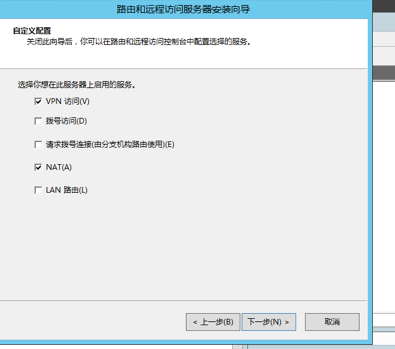 路由和远程访问服务器安装向导
自定义配置
关闭此向导后，你可以在路由和远程访问控制台中配置选择的服务。
选择你想在此服务器上启用的服务。
VPN 访问(V)
拨号访问(D)
请求拨号连接(由分支机构路由使用)(E)
NAT(A)
LAN 路由(L)
< 上一步(B) 下一步(N) > 取消